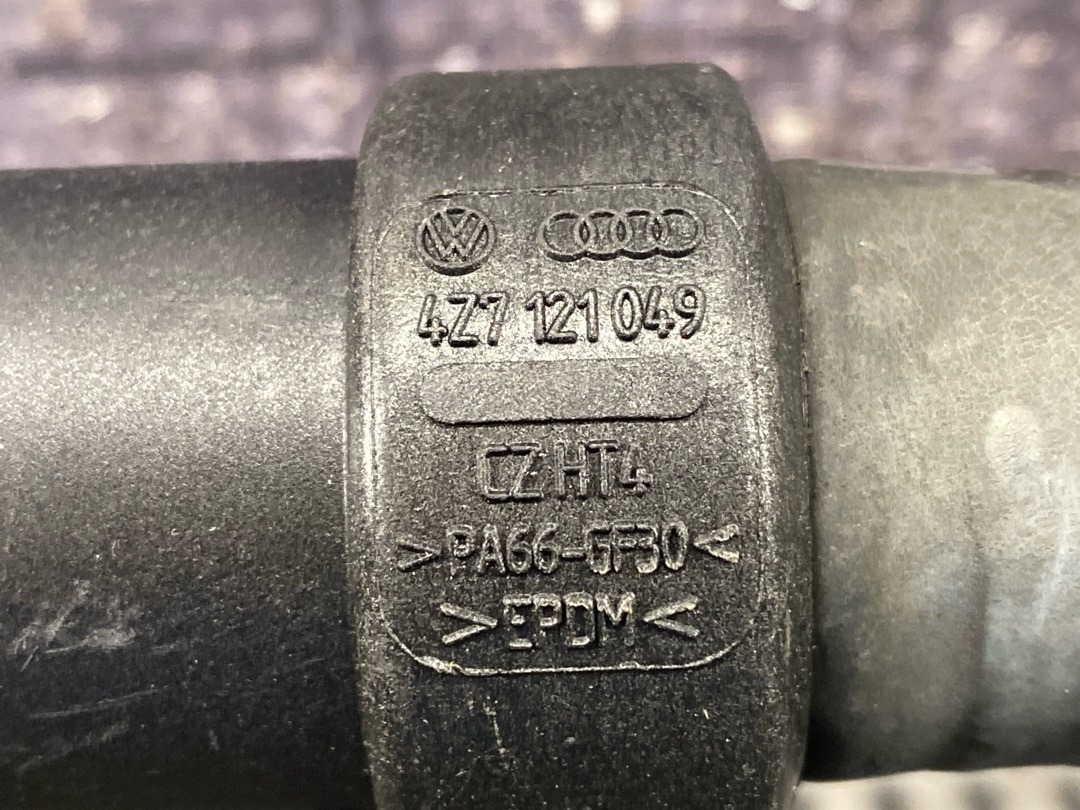 4Z7 121 049
CZ HT4
>PA66-GF30<
>EPDM<